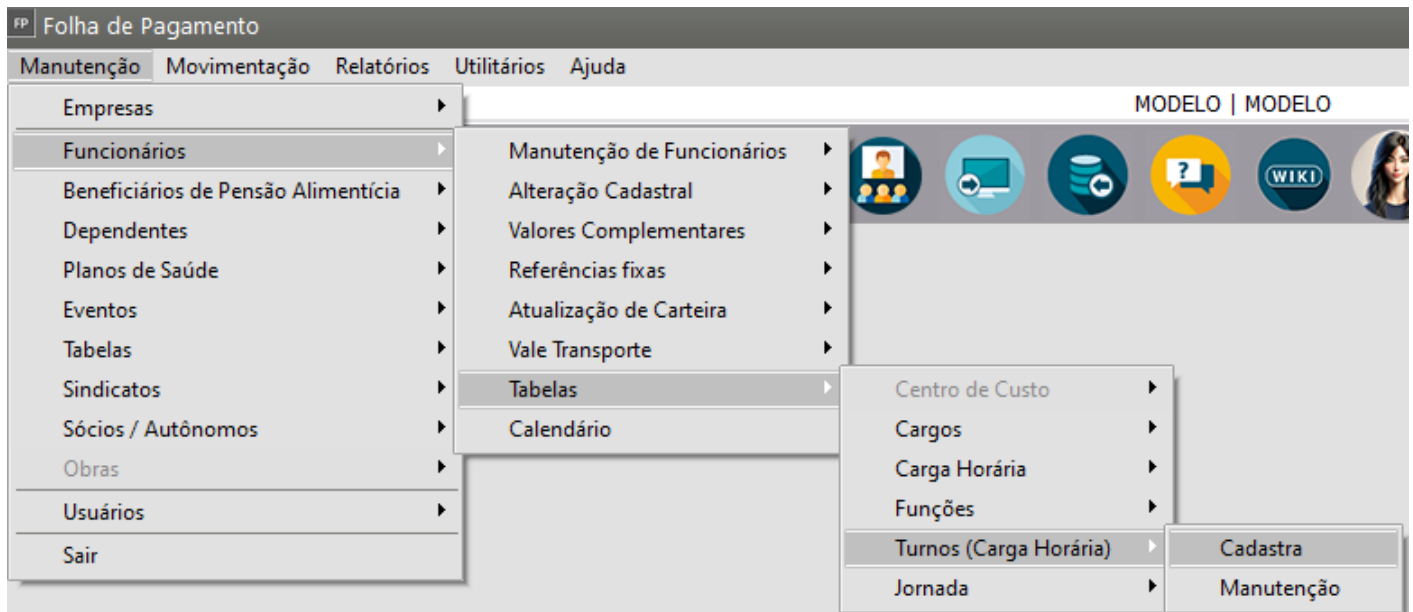 FP Folha de Pagamento
Manutenção Movimentação Relatórios Utilitários Ajuda
MODELO | MODELO
Empresas
Funcionários
Beneficiários de Pensão Alimentícia
Dependentes
Planos de Saúde
Eventos
Tabelas
Sindicatos
Sócios / Autônomos
Obras
Usuários
Sair
Manutenção de Funcionários
Alteração Cadastral
Valores Complementares
Referências fixas
Atualização de Carteira
Vale Transporte
Tabelas
Calendário
?
WIKI
Centro de Custo
Cargos
Carga Horária
Funções
Turnos (Carga Horária)
Jornada
Cadastra
Manutenção